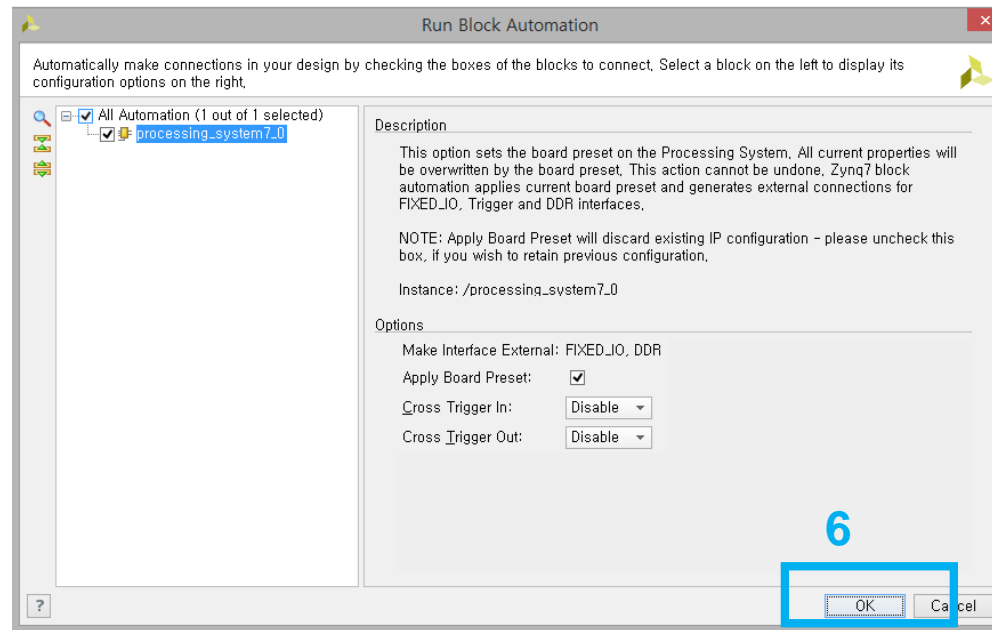 Run Block Automation
Automatically make connections in your design by checking the boxes of the blocks to connect. Select a block on the left to display its
configuration options on the right.
All Automation (1 out of 1 selected)
processing_system7_0
Description
This option sets the board preset on the Processing System. All current properties will
be overwritten by the board preset. This action cannot be undone. Zynq7 block
automation applies current board preset and generates external connections for
FIXED_IO, Trigger and DDR interfaces.
NOTE: Apply Board Preset will discard existing IP configuration - please uncheck this
box, if you wish to retain previous configuration.
Instance: /processing_system7_0
Options
Make Interface External: FIXED_IO, DDR
Apply Board Preset:
Cross Trigger In: Disable
Cross Trigger Out: Disable
6
? OK Cancel